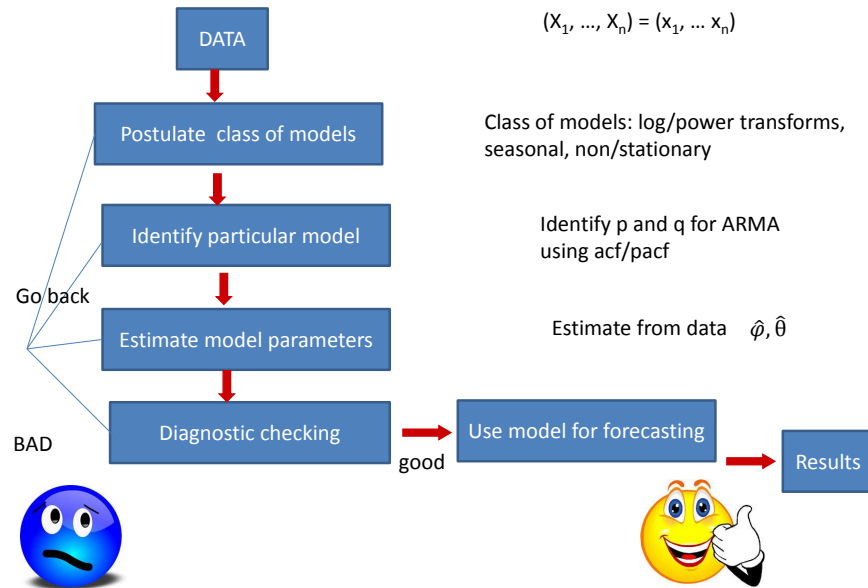 DATA
(X₁, …, Xₙ) = (x₁, … xₙ)
Postulate class of models
Class of models: log/power transforms,
seasonal, non/stationary
Identify particular model
Identify p and q for ARMA
using acf/pacf
Go back
Estimate model parameters
Estimate from data φ̂, θ̂
Diagnostic checking
Use model for forecasting
BAD
good
Results